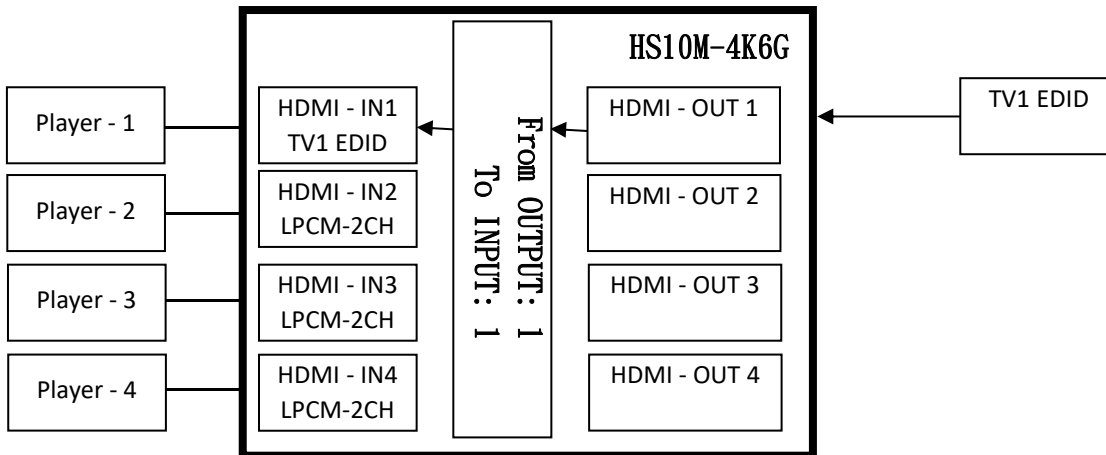 HS10M-4K6G
Player - 1
HDMI - IN1
TV1 EDID
HDMI - OUT 1
TV1 EDID
Player - 2
HDMI - IN2
LPCM-2CH
HDMI - OUT 2
Player - 3
HDMI - IN3
LPCM-2CH
HDMI - OUT 3
Player - 4
HDMI - IN4
LPCM-2CH
HDMI - OUT 4
From OUTPUT: 1
To INPUT: 1